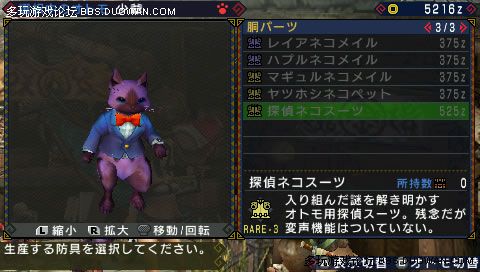 多玩游戏论坛BBS.DUOWAN.COM
5216z
胴パーツ
3/3
レイアネコメイル 375z
ハプルネコメイル 375z
マギュルネコメイル 375z
ヤツホシネコペット 375z
探偵ネコスーツ 525z
探偵ネコスーツ 所持数 0
入り組んだ謎を解き明かす
オトモ用探偵スーツ。残念だが
変声機能はついていない。
RARE-3
L 縮小 R 拡大 移動/回転
生産する防具を選択してください。